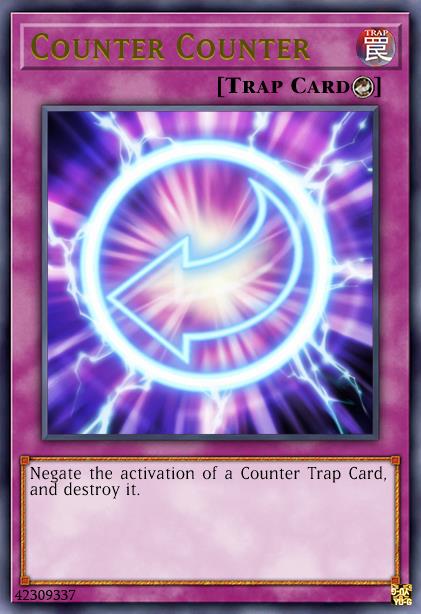 COUNTER COUNTER
TRAP
罠
[TRAP CARD]
Negate the activation of a Counter Trap Card,
and destroy it.
42309337